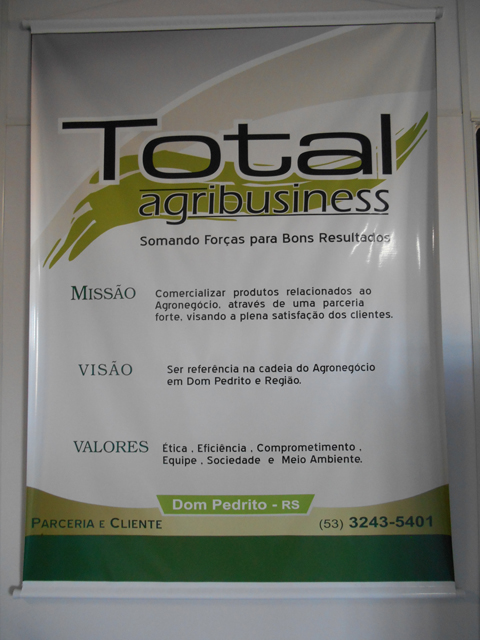 Total
agribusiness
Somando Forças para Bons Resultados
MISSÃO
Comercializar produtos relacionados ao
Agronegócio, através de uma parceria
forte, visando a plena satisfação dos clientes.
VISÃO
Ser referência na cadeia do Agronegócio
em Dom Pedrito e Região.
VALORES
Ética , Eficiência , Comprometimento ,
Equipe , Sociedade e Meio Ambiente.
Dom Pedrito - RS
PARCERIA E CLIENTE
(53) 3243-5401